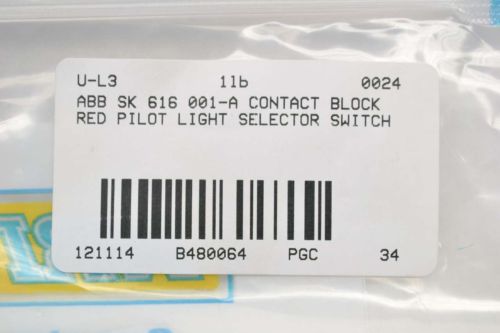 U-L3 1lb 0024
ABB SK 616 001-A CONTACT BLOCK
RED PILOT LIGHT SELECTOR SWITCH
121114 B480064 PGC 34